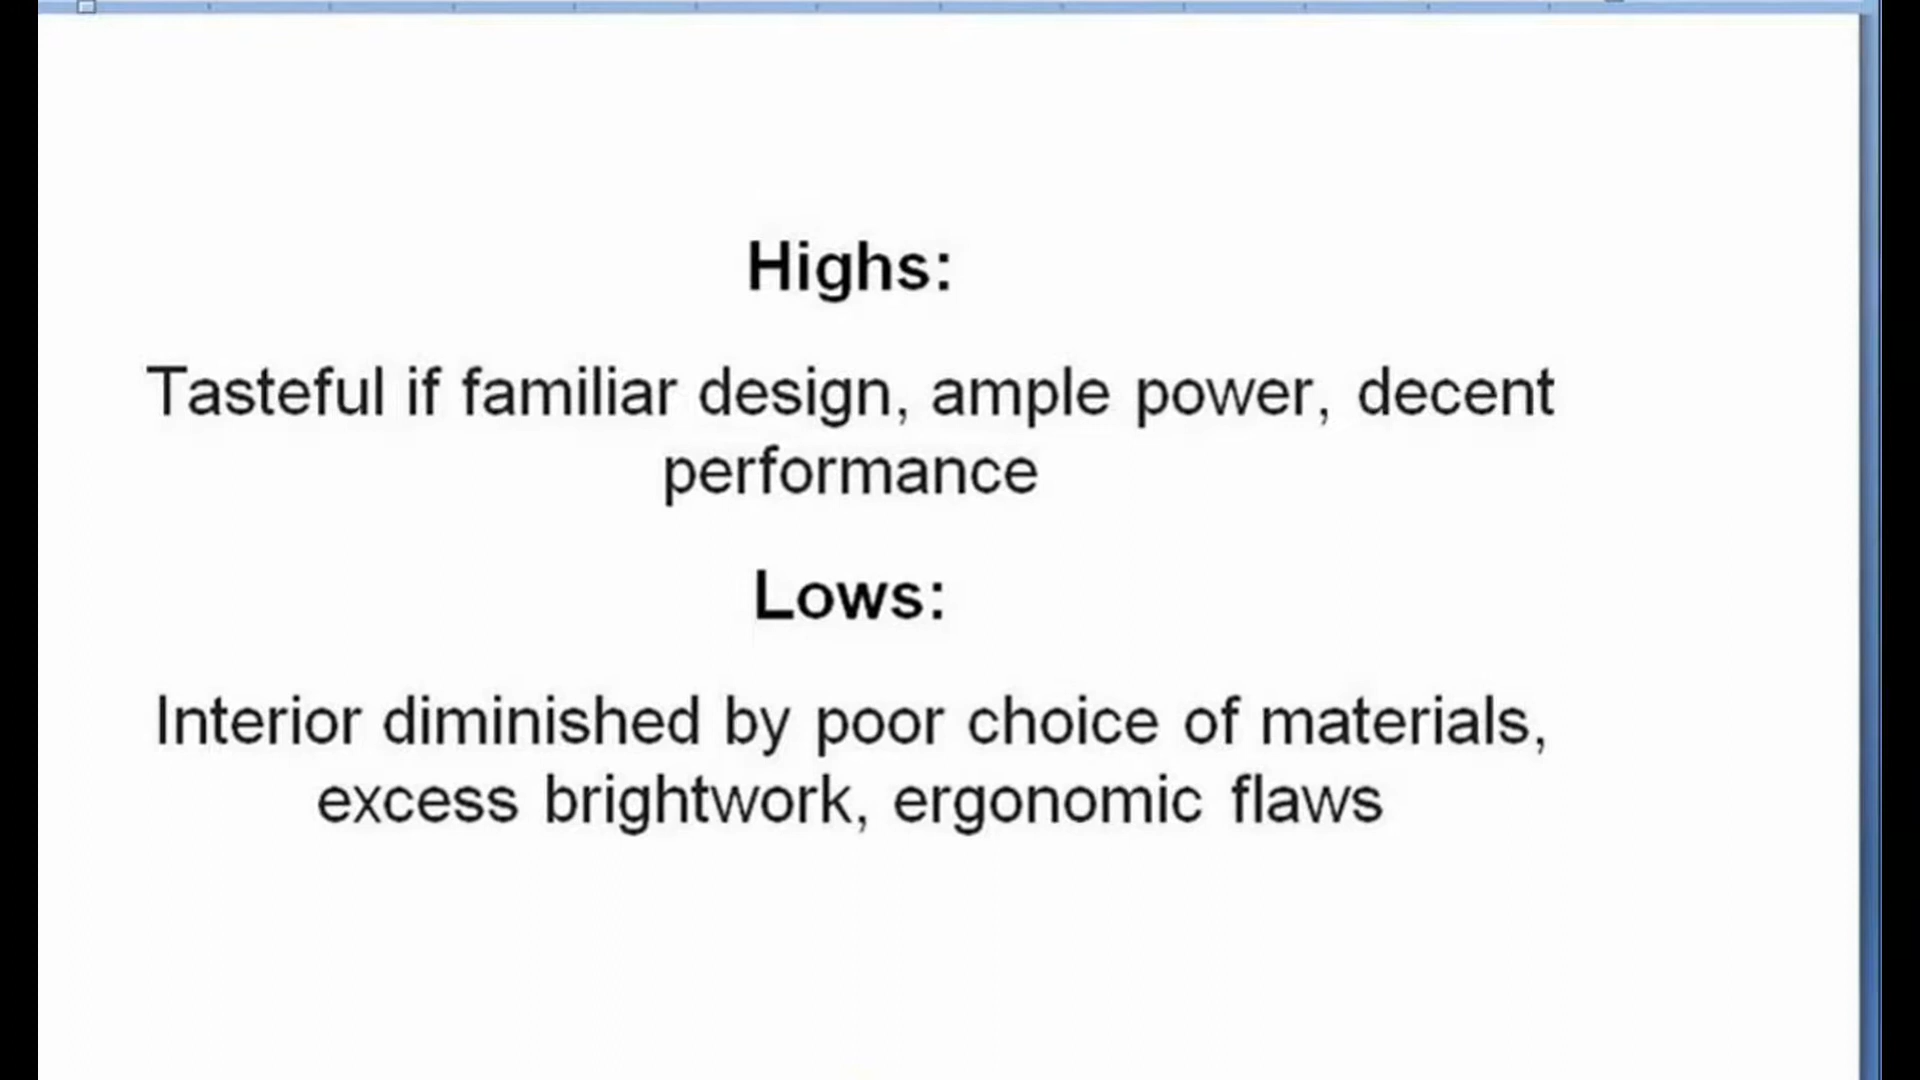 Highs:
Tasteful if familiar design, ample power, decent
performance
Lows:
Interior diminished by poor choice of materials,
excess brightwork, ergonomic flaws